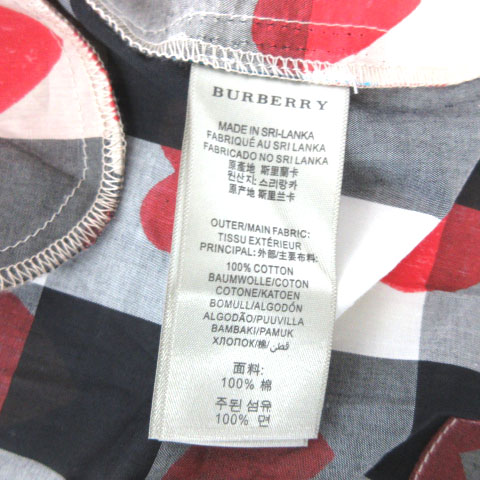 BURBERRY
MADE IN SRI-LANKA
FABRIQUÉ AU SRI LANKA
FABRICADO NO SRI LANKA
原產地 斯里蘭卡
원산지: 스리랑카
原产地 斯里兰卡
OUTER/MAIN FABRIC:
TISSU EXTÉRIEUR
PRINCIPAL: 外部/主要布料:
100% COTTON
BAUMWOLLE/COTON
COTONE/KATOEN
BOMULL/ALGODÓN
ALGODÃO/PUUVILLA
BAMBAKI/PAMUK
ХЛОПОК/棉/قطن
面料:
100% 棉
주된 섬유
100% 면